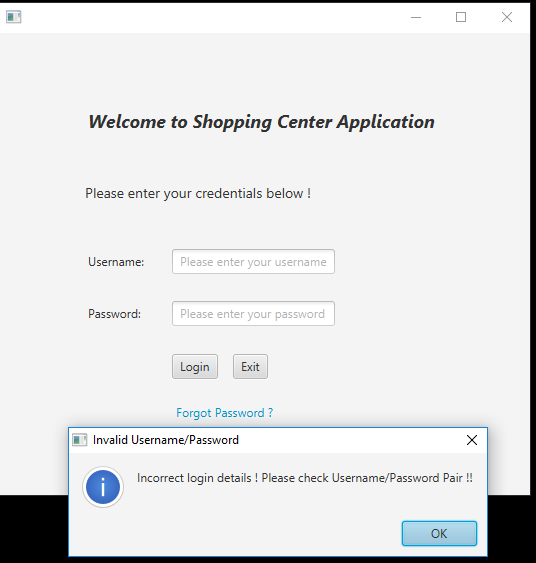 Welcome to Shopping Center Application
Please enter your credentials below !
Username: Please enter your username
Password: Please enter your password
Login Exit
Forgot Password ?
Invalid Username/Password
Incorrect login details ! Please check Username/Password Pair !!
OK